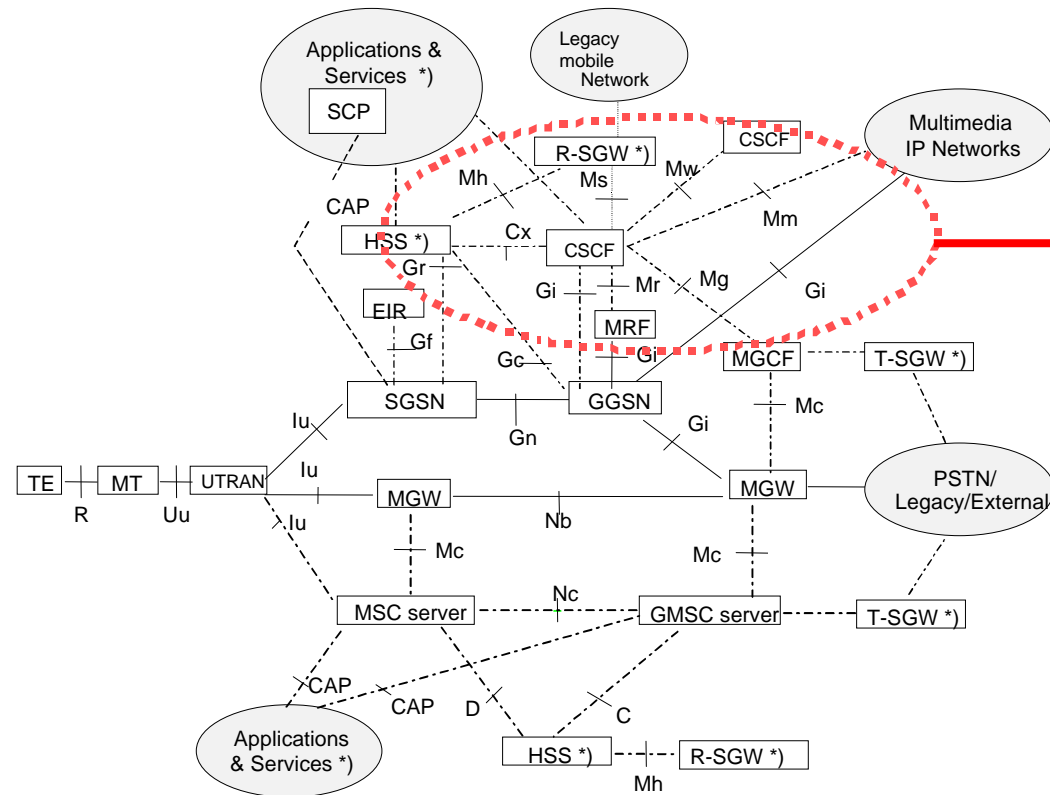 Applications &
Services *)
SCP
Legacy
mobile
Network
Multimedia
IP Networks
CSCF
R-SGW *)
Mh
Ms
Mw
Mm
CAP
HSS *)
Cx
CSCF
Gr
Gi
Mr
Mg
Gi
EIR
MRF
Gf
Gc
Gi
MGCF
T-SGW *)
SGSN
GGSN
Mc
Iu
Gn
Gi
Iu
TE
MT
UTRAN
MGW
MGW
PSTN/
Legacy/External
R
Uu
Iu
Nb
Mc
Mc
Nc
MSC server
GMSC server
T-SGW *)
CAP
CAP
D
C
Applications
& Services *)
HSS *)
R-SGW *)
Mh